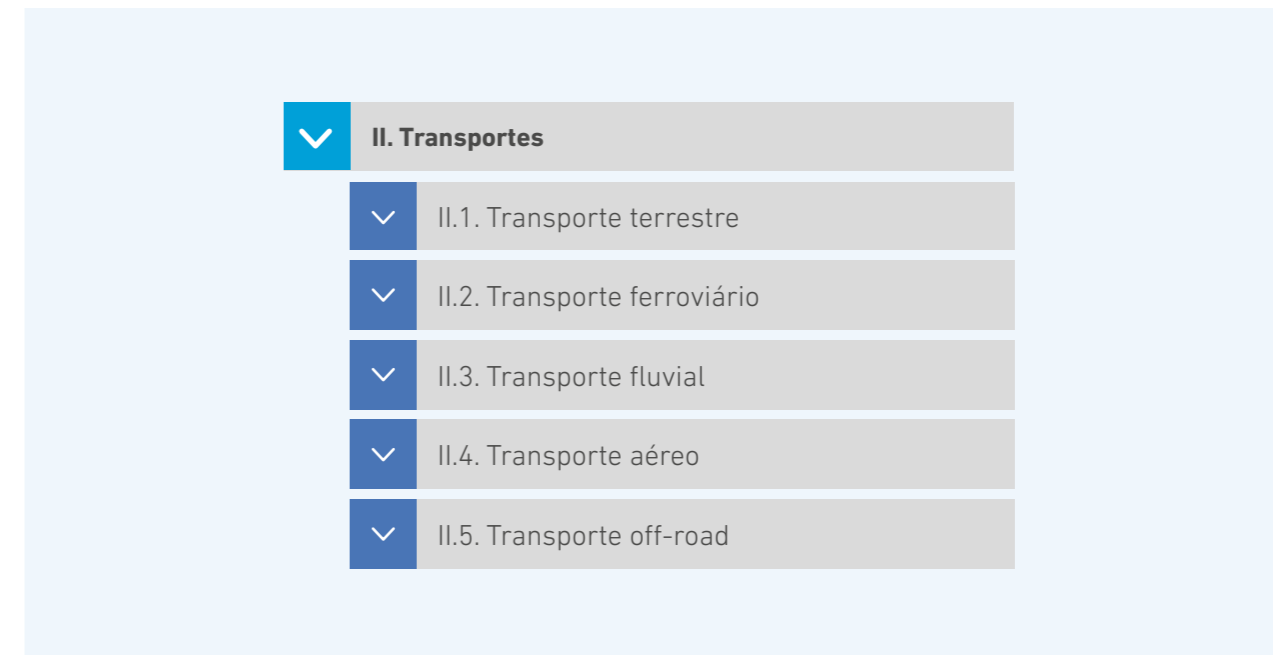 II. Transportes
II.1. Transporte terrestre
II.2. Transporte ferroviário
II.3. Transporte fluvial
II.4. Transporte aéreo
II.5. Transporte off-road